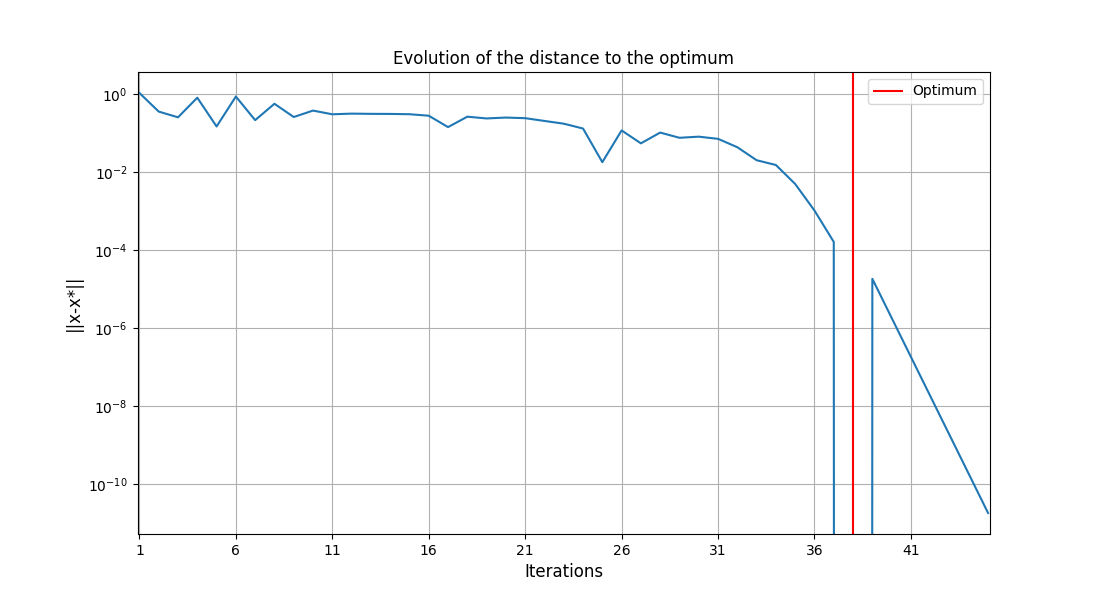 Evolution of the distance to the optimum
Optimum
||x-x*||
10⁰
10⁻²
10⁻⁴
10⁻⁶
10⁻⁸
10⁻¹⁰
1 6 11 16 21 26 31 36 41
Iterations